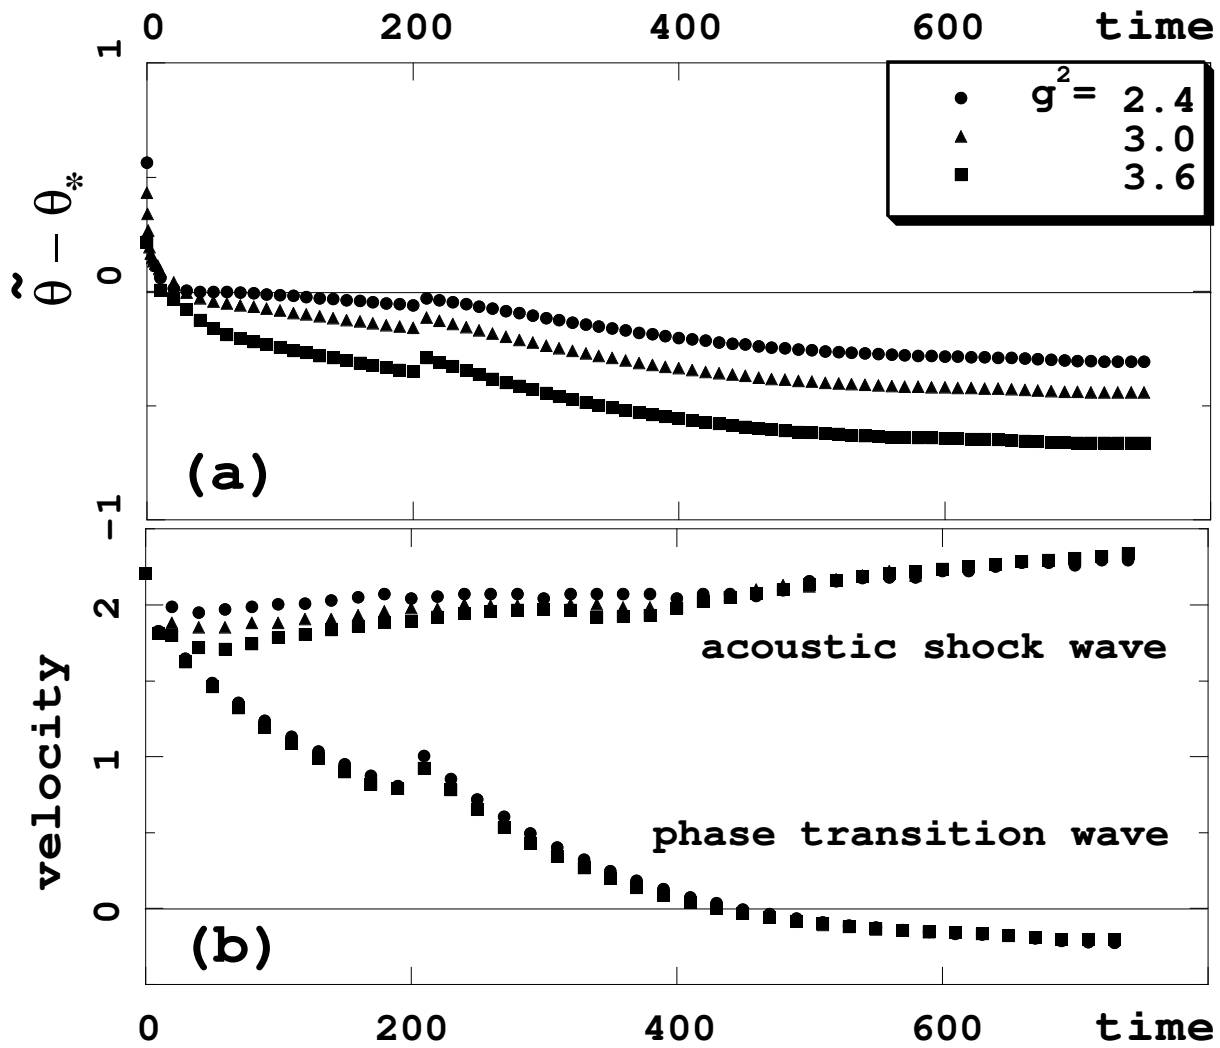 0 200 400 600 time
1
g²= 2.4
3.0
3.6
θ̃ − θ*
0
(a)
−1
2
acoustic shock wave
velocity
1
phase transition wave
0
(b)
0 200 400 600 time